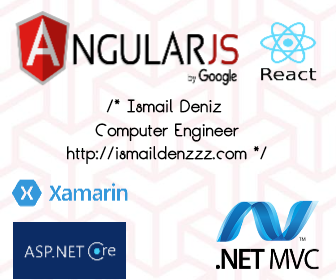 ANGULARJS
by Google
React
/* Ismail Deniz
Computer Engineer
http://ismaildenzzz.com */
Xamarin
ASP.NET Core
.NET MVC